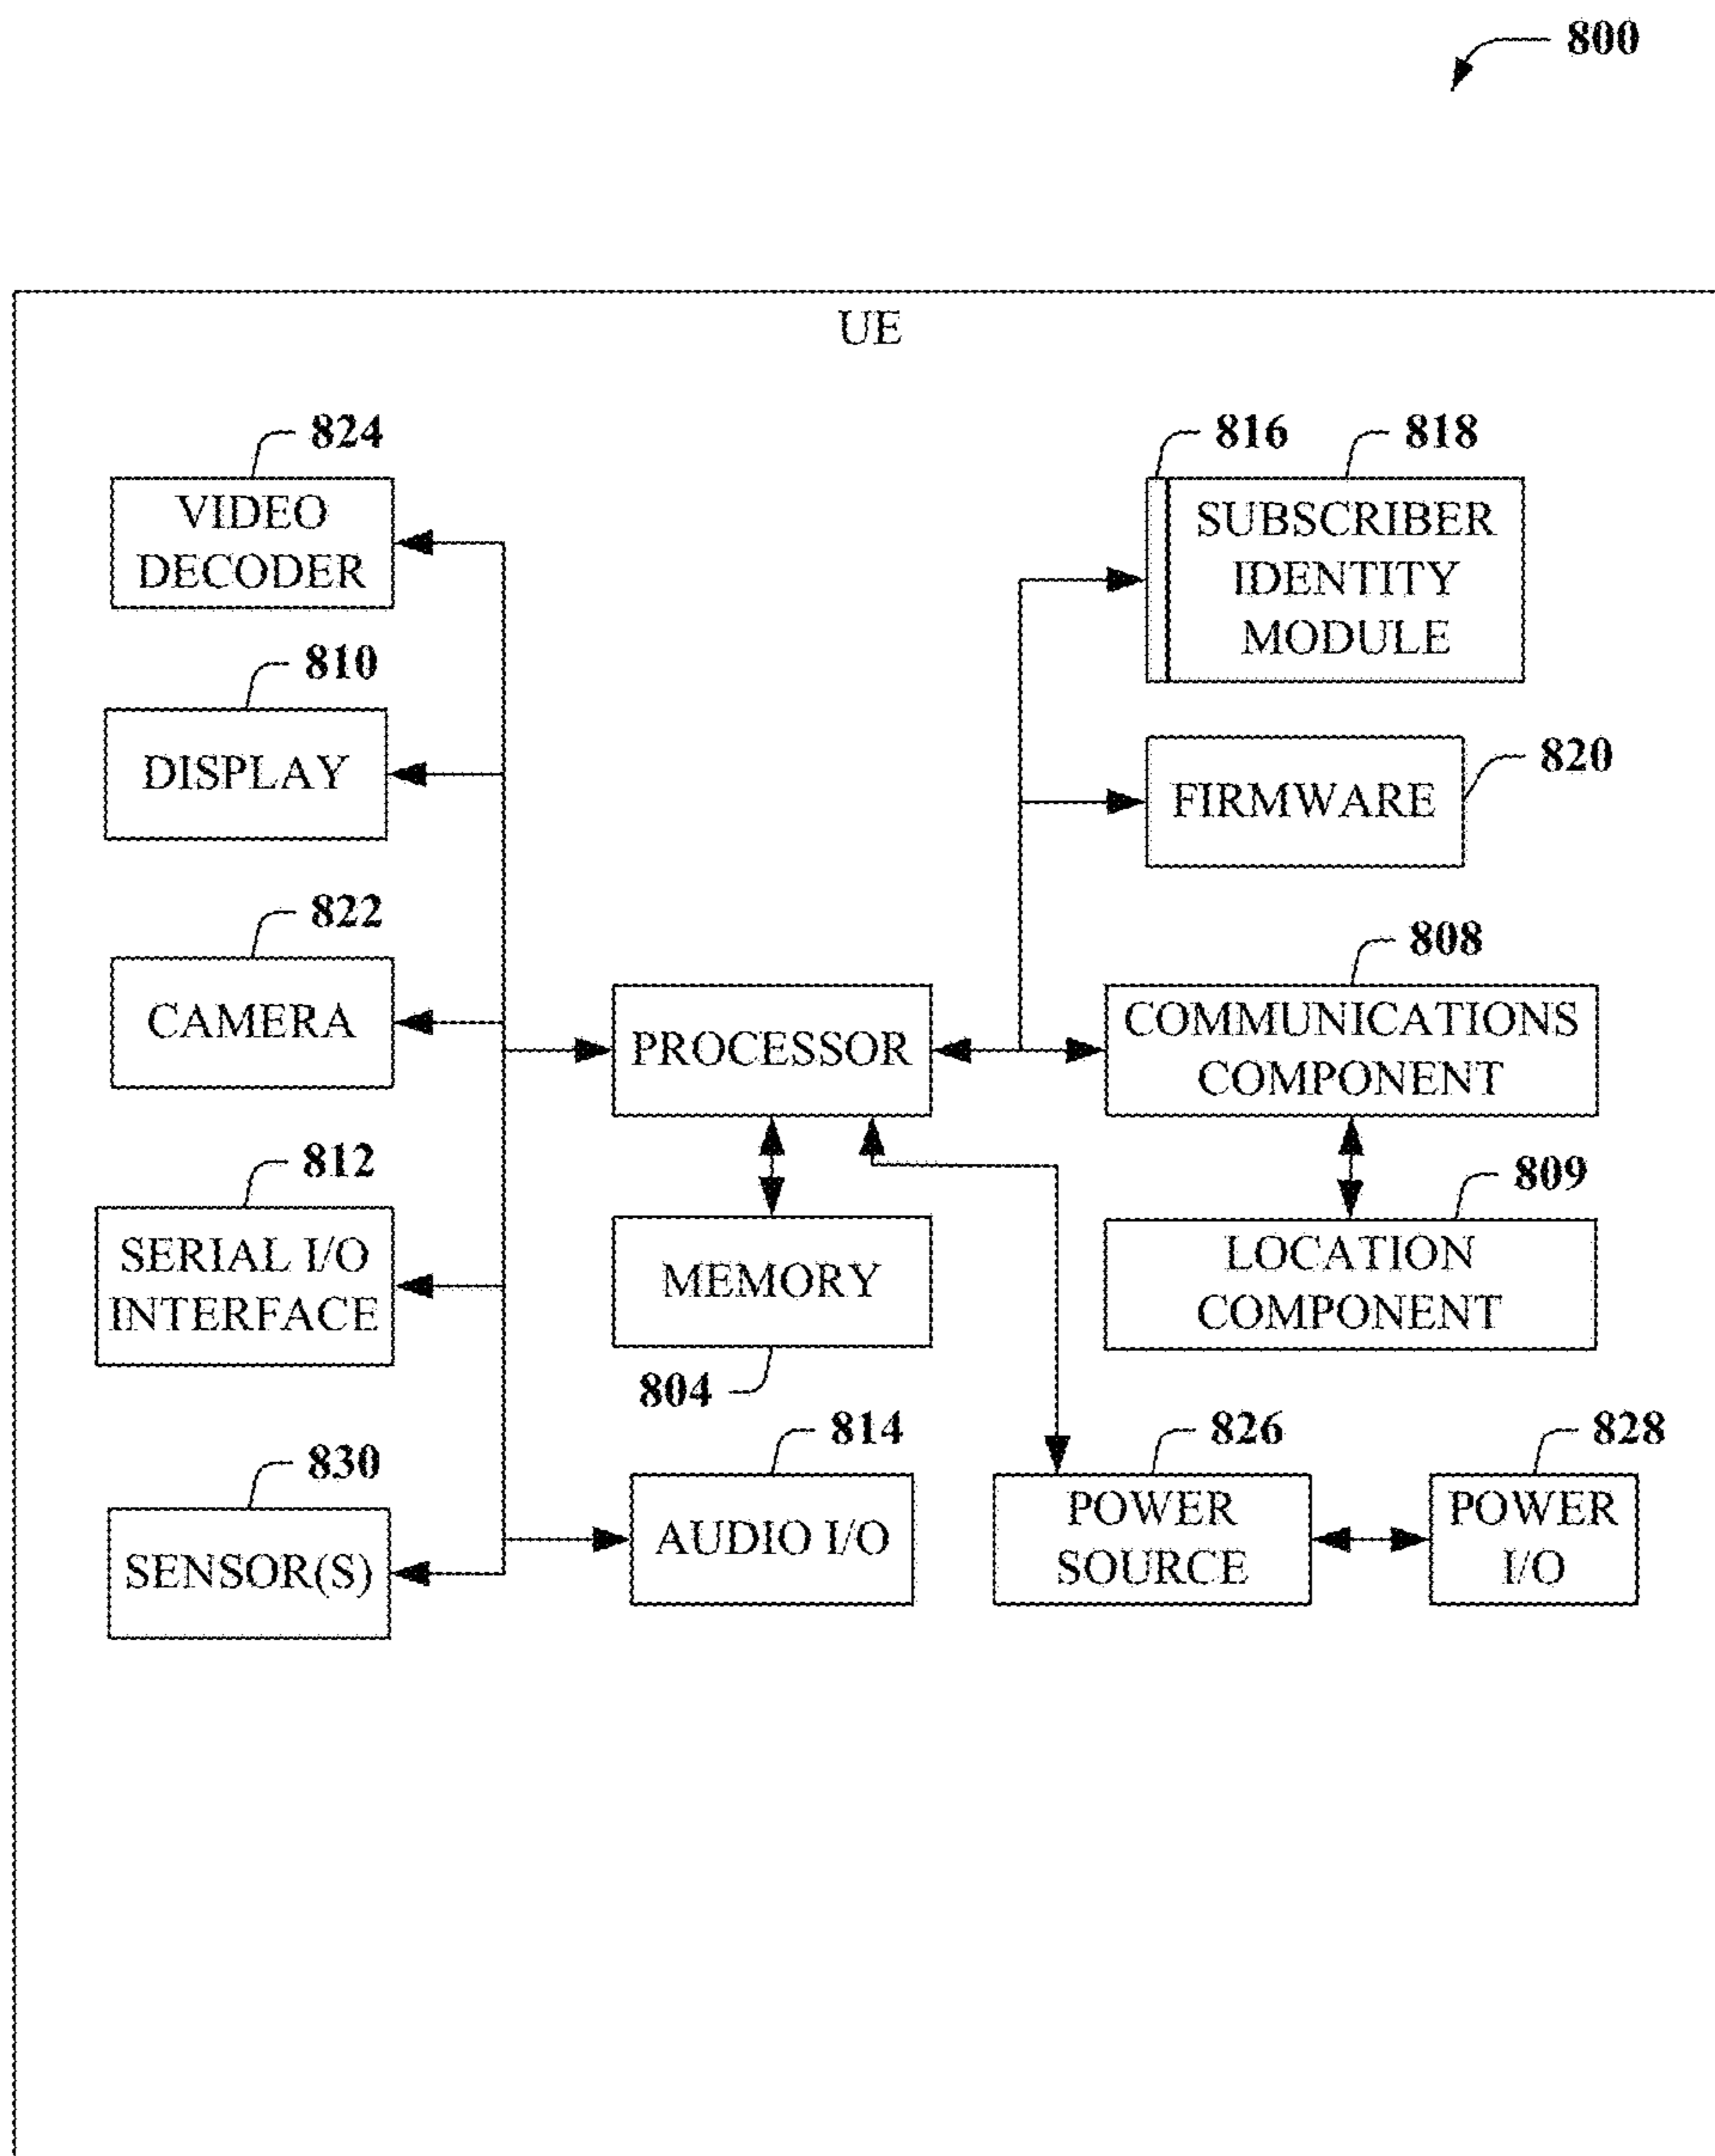 800
UE
824
VIDEO
DECODER
816
818
SUBSCRIBER
IDENTITY
MODULE
810
DISPLAY
820
FIRMWARE
822
CAMERA
808
COMMUNICATIONS
COMPONENT
PROCESSOR
812
SERIAL I/O
INTERFACE
809
LOCATION
COMPONENT
MEMORY
804
830
SENSOR(S)
814
AUDIO I/O
826
POWER
SOURCE
828
POWER
I/O